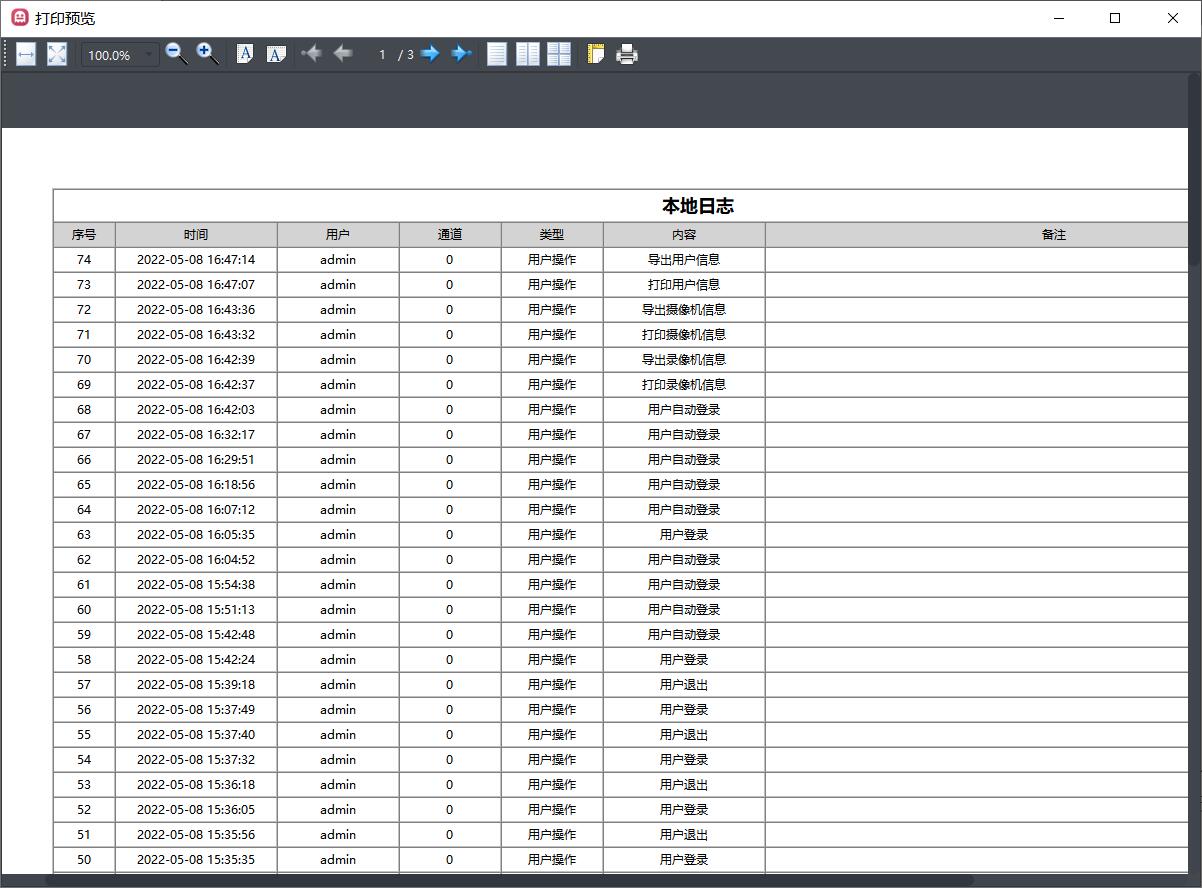 打印预览
100.0% 1 / 3
本地日志
序号 时间 用户 通道 类型 内容 备注
74 2022-05-08 16:47:14 admin 0 用户操作 导出用户信息
73 2022-05-08 16:47:07 admin 0 用户操作 打印用户信息
72 2022-05-08 16:43:36 admin 0 用户操作 导出摄像机信息
71 2022-05-08 16:43:32 admin 0 用户操作 打印摄像机信息
70 2022-05-08 16:42:39 admin 0 用户操作 导出录像机信息
69 2022-05-08 16:42:37 admin 0 用户操作 打印录像机信息
68 2022-05-08 16:42:03 admin 0 用户操作 用户自动登录
67 2022-05-08 16:32:17 admin 0 用户操作 用户自动登录
66 2022-05-08 16:29:51 admin 0 用户操作 用户自动登录
65 2022-05-08 16:18:56 admin 0 用户操作 用户自动登录
64 2022-05-08 16:07:12 admin 0 用户操作 用户自动登录
63 2022-05-08 16:05:35 admin 0 用户操作 用户登录
62 2022-05-08 16:04:52 admin 0 用户操作 用户自动登录
61 2022-05-08 15:54:38 admin 0 用户操作 用户自动登录
60 2022-05-08 15:51:13 admin 0 用户操作 用户自动登录
59 2022-05-08 15:42:48 admin 0 用户操作 用户自动登录
58 2022-05-08 15:42:24 admin 0 用户操作 用户登录
57 2022-05-08 15:39:18 admin 0 用户操作 用户退出
56 2022-05-08 15:37:49 admin 0 用户操作 用户登录
55 2022-05-08 15:37:40 admin 0 用户操作 用户退出
54 2022-05-08 15:37:32 admin 0 用户操作 用户登录
53 2022-05-08 15:36:18 admin 0 用户操作 用户退出
52 2022-05-08 15:36:05 admin 0 用户操作 用户登录
51 2022-05-08 15:35:56 admin 0 用户操作 用户退出
50 2022-05-08 15:35:35 admin 0 用户操作 用户登录